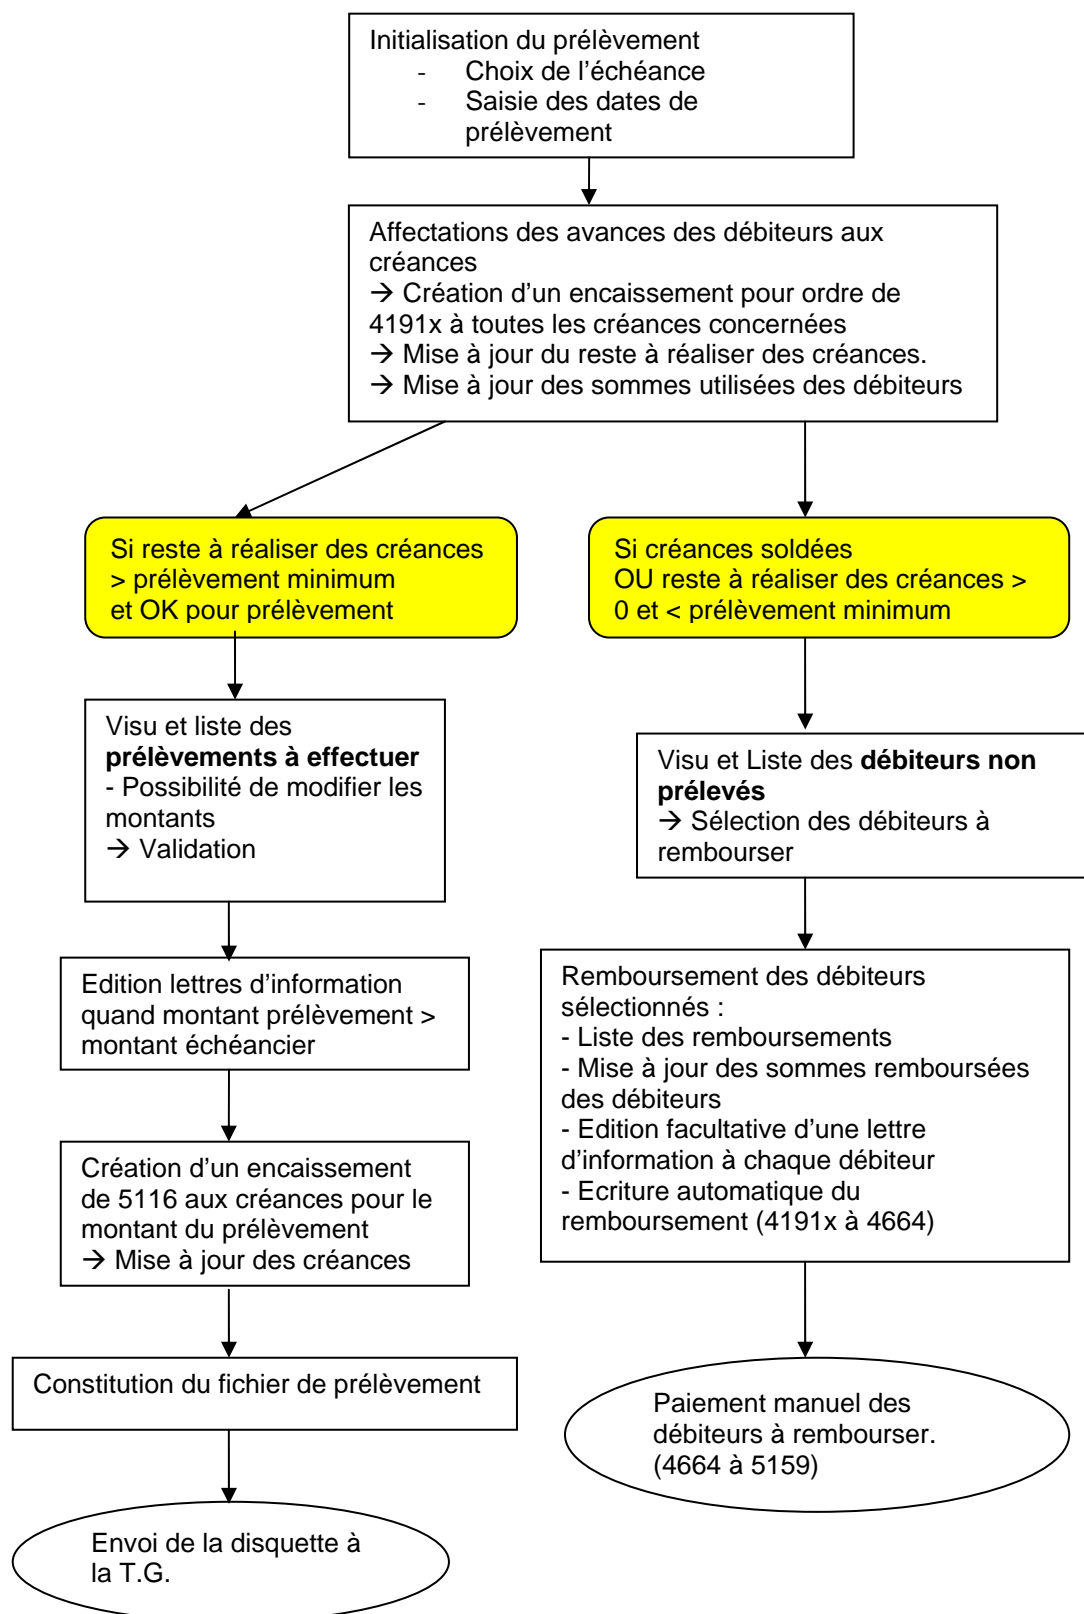 Initialisation du prélèvement
- Choix de l’échéance
- Saisie des dates de
prélèvement
Affectations des avances des débiteurs aux
créances
→ Création d’un encaissement pour ordre de
4191x à toutes les créances concernées
→ Mise à jour du reste à réaliser des créances.
→ Mise à jour des sommes utilisées des débiteurs
Si reste à réaliser des créances
> prélèvement minimum
et OK pour prélèvement
Si créances soldées
OU reste à réaliser des créances >
0 et < prélèvement minimum
Visu et liste des
prélèvements à effectuer
- Possibilité de modifier les
montants
→ Validation
Visu et Liste des débiteurs non
prélevés
→ Sélection des débiteurs à
rembourser
Edition lettres d’information
quand montant prélèvement >
montant échéancier
Remboursement des débiteurs
sélectionnés :
- Liste des remboursements
- Mise à jour des sommes remboursées
des débiteurs
- Edition facultative d’une lettre
d’information à chaque débiteur
- Ecriture automatique du
remboursement (4191x à 4664)
Création d’un encaissement
de 5116 aux créances pour le
montant du prélèvement
→ Mise à jour des créances
Constitution du fichier de prélèvement
Paiement manuel des
débiteurs à rembourser.
(4664 à 5159)
Envoi de la disquette à
la T.G.